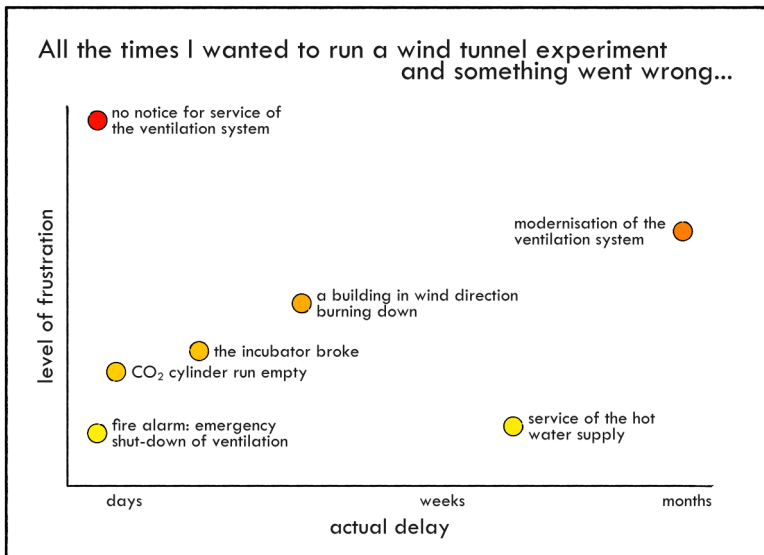 All the times I wanted to run a wind tunnel experiment
and something went wrong...
no notice for service of
the ventilation system
modernisation of the
ventilation system
a building in wind direction
burning down
the incubator broke
CO₂ cylinder run empty
fire alarm: emergency
shut-down of ventilation
service of the hot
water supply
level of frustration
days
weeks
months
actual delay